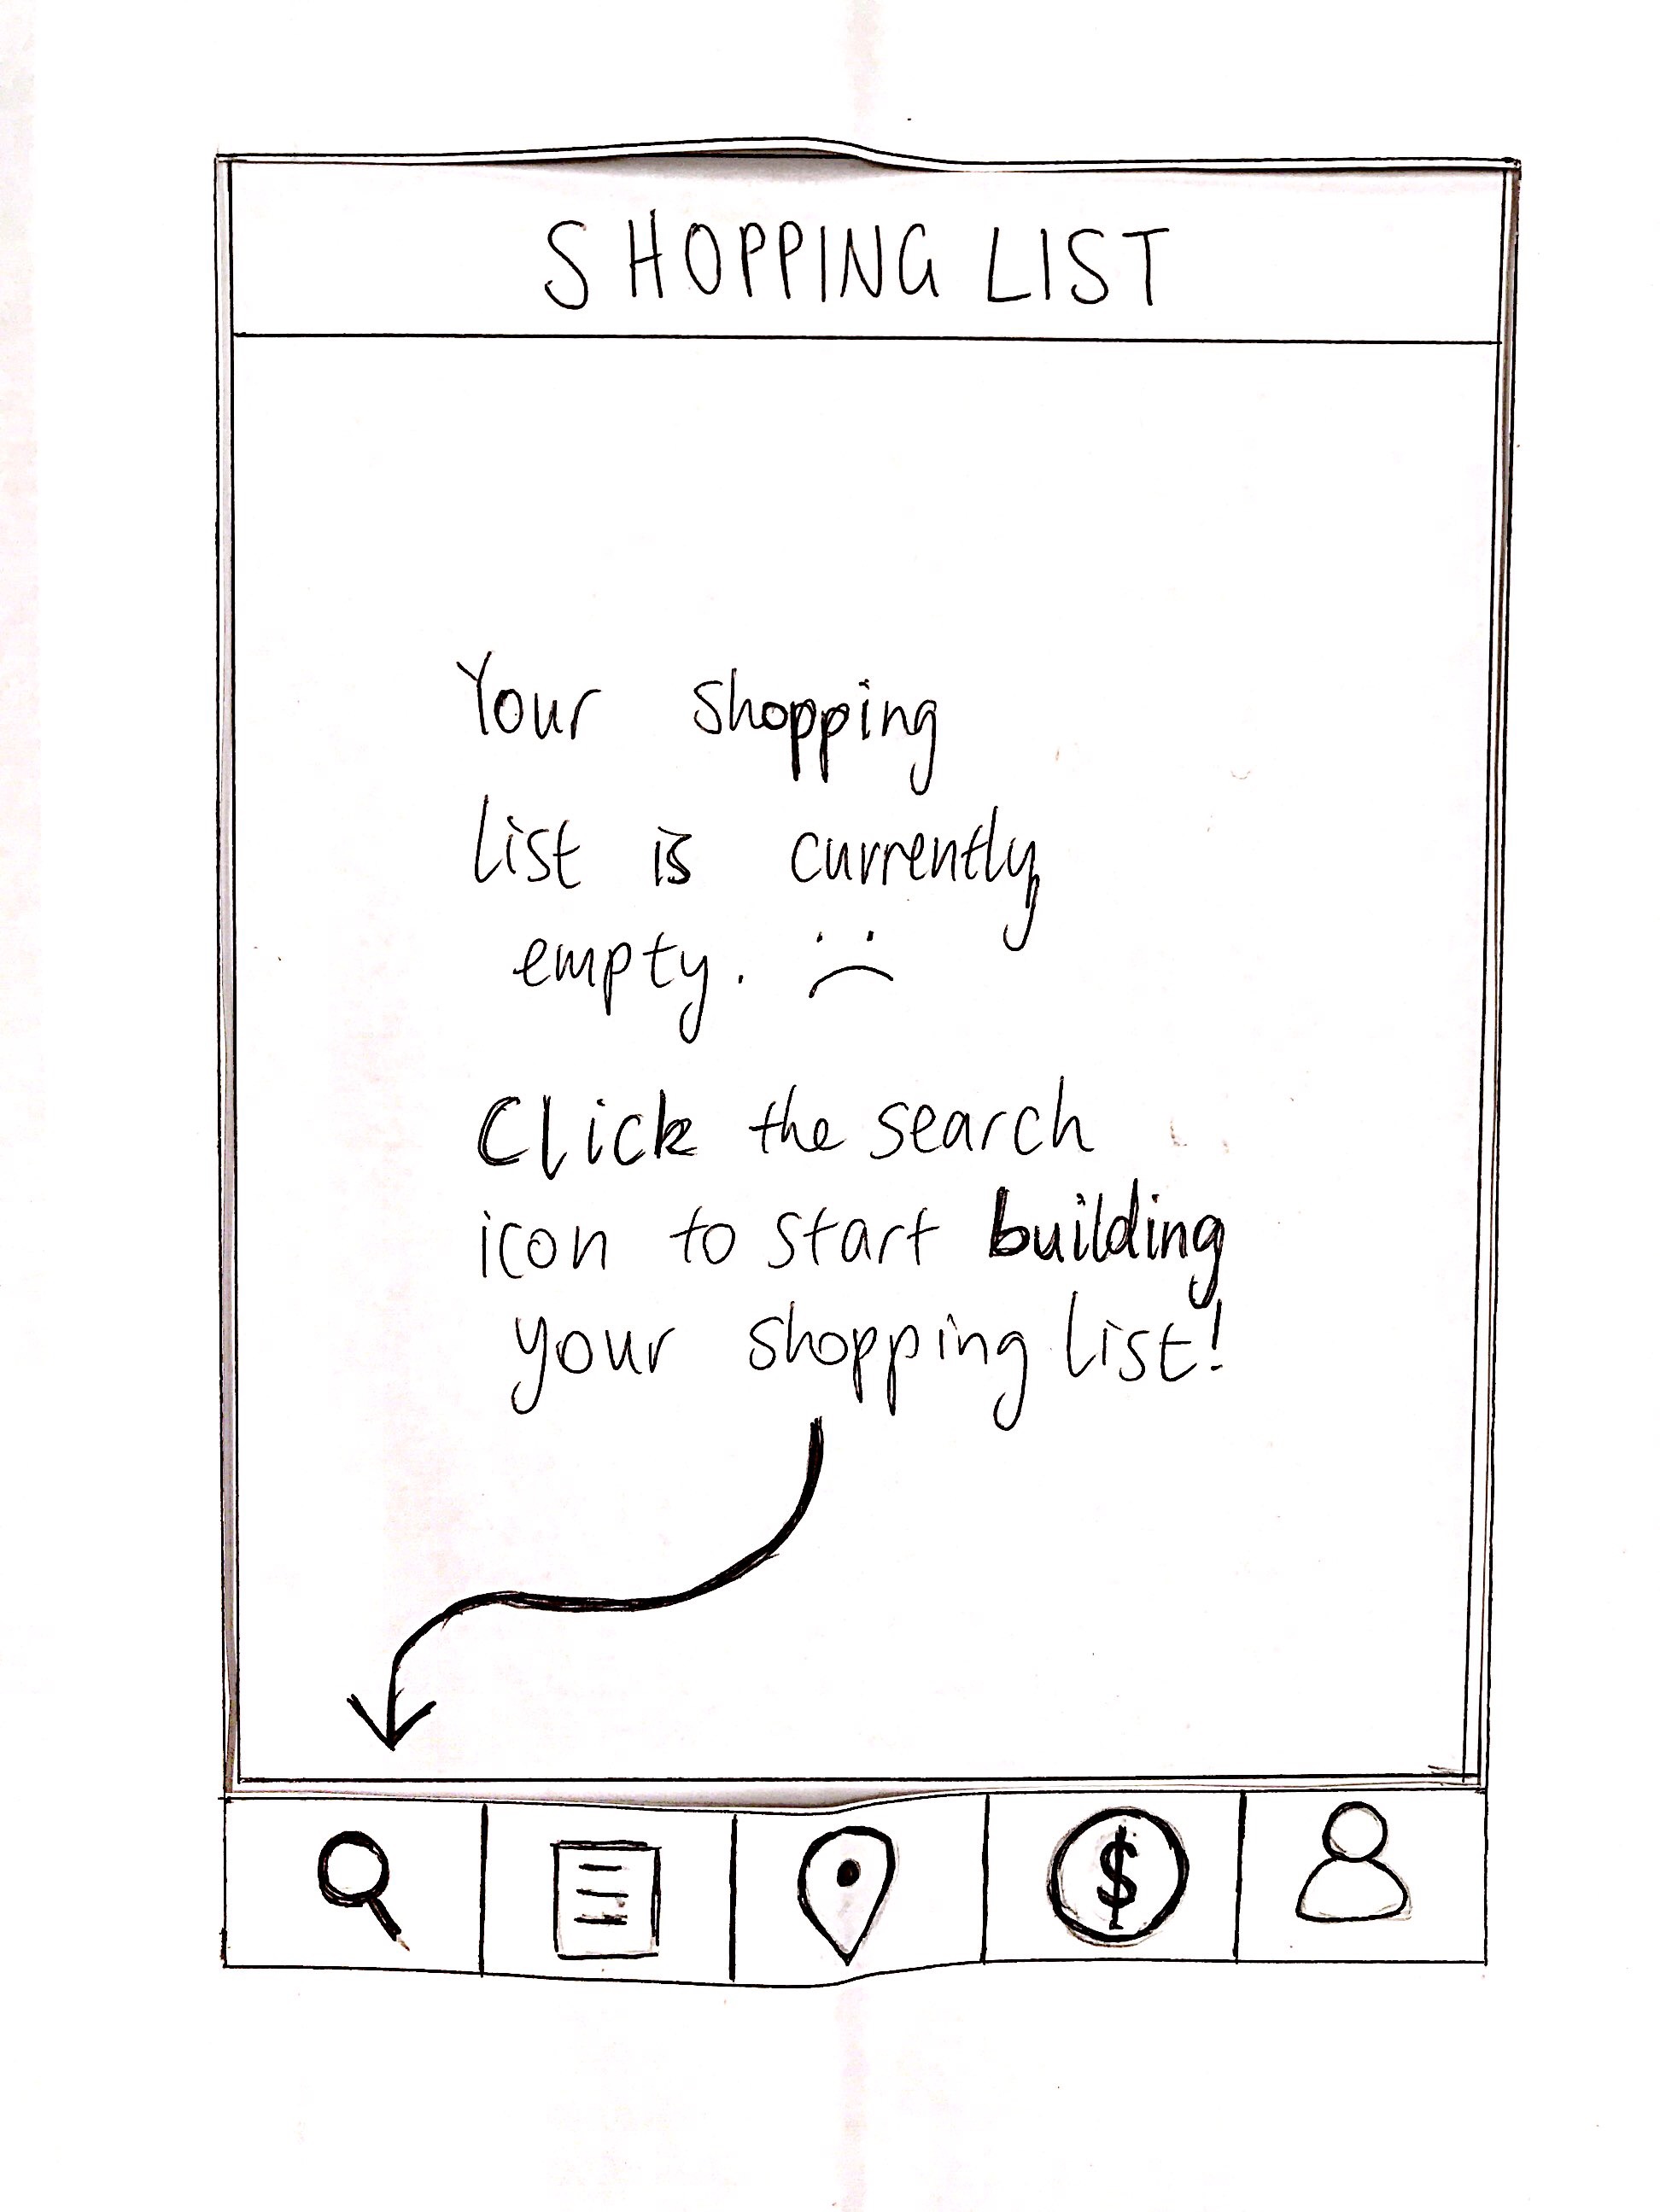 SHOPPING LIST
Your shopping
list is currently
empty. :(
Click the search
icon to start building
your shopping list!
$